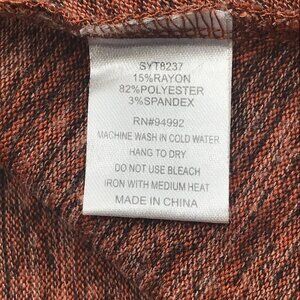 SYT8237
15%RAYON
82%POLYESTER
3%SPANDEX
RN#94992
MACHINE WASH IN COLD WATER
HANG TO DRY
DO NOT USE BLEACH
IRON WITH MEDIUM HEAT
MADE IN CHINA